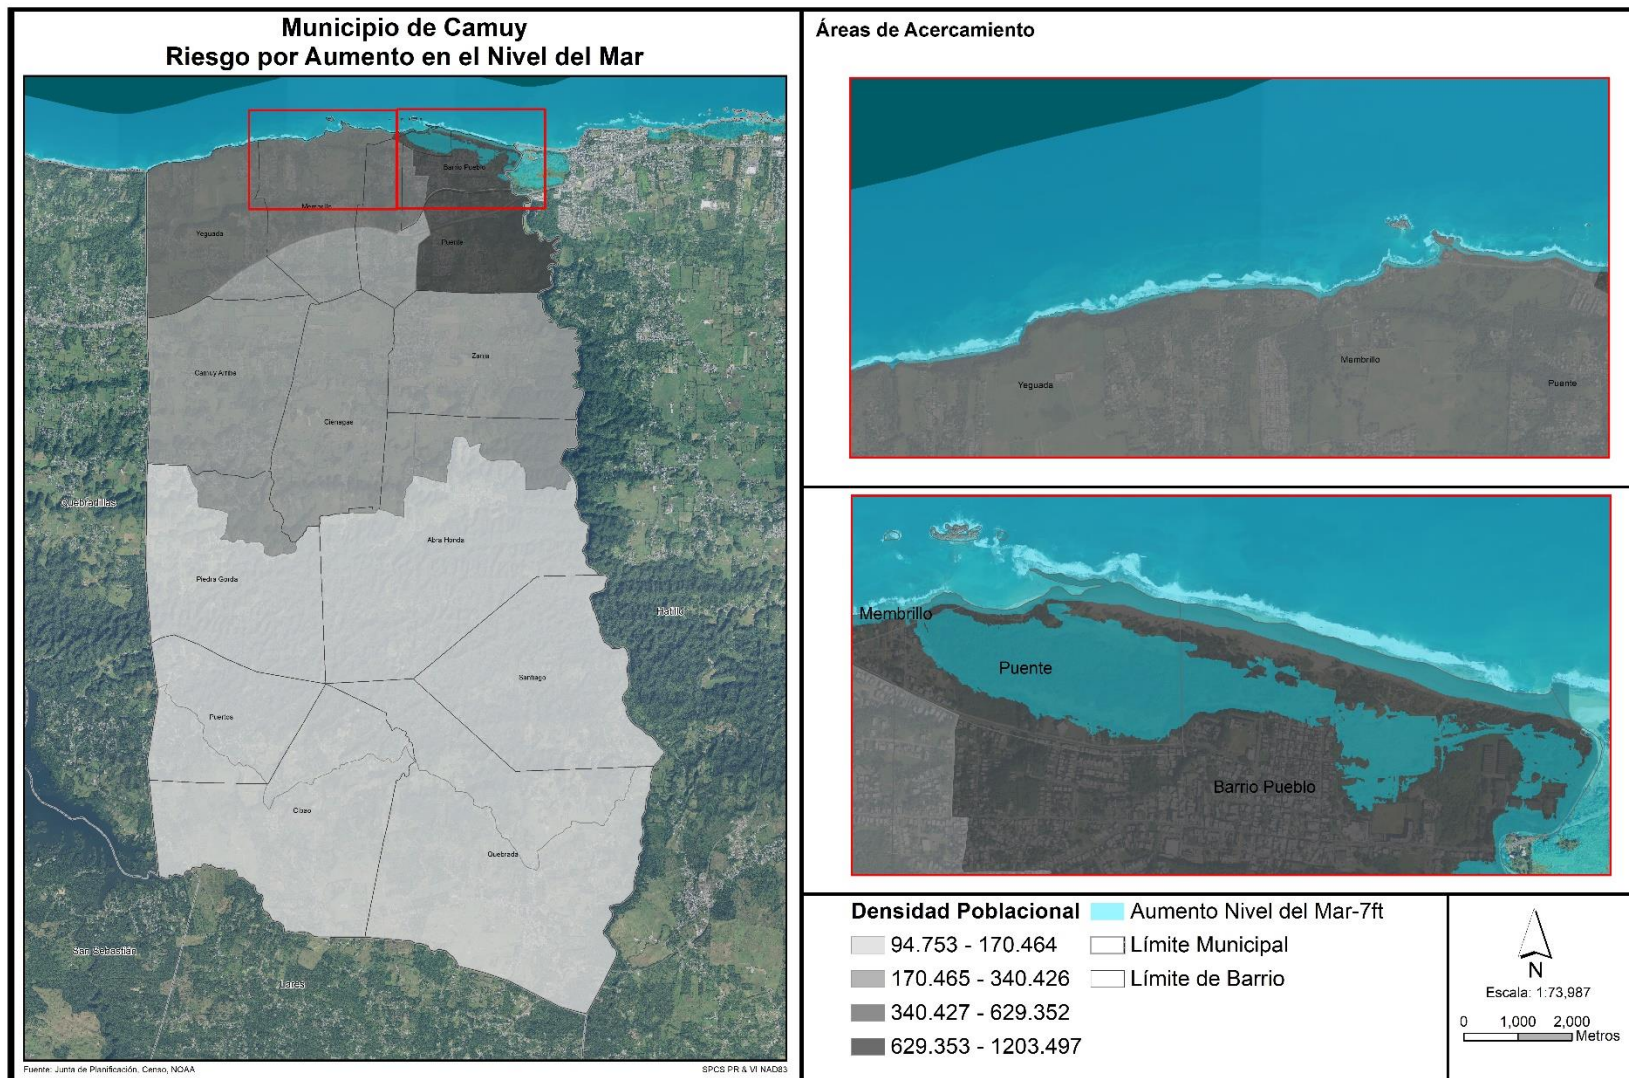 Municipio de Camuy
Riesgo por Aumento en el Nivel del Mar
Barrio Pueblo
Membrillo
Yeguada
Puente
Zanja
Camuy Arriba
Cienagas
Quebradillas
Abra Honda
Piedra Gorda
Hatillo
Santiago
Puertos
Cibao
Quebrada
San Sebastián
Lares
Fuente: Junta de Planificación, Censo, NOAA
SPCS PR & VI NAD83
Áreas de Acercamiento
Membrillo
Yeguada
Puente
Membrillo
Puente
Barrio Pueblo
Densidad Poblacional
94.753 - 170.464
170.465 - 340.426
340.427 - 629.352
629.353 - 1203.497
Aumento Nivel del Mar-7ft
Límite Municipal
Límite de Barrio
N
Escala: 1:73,987
0 1,000 2,000
Metros